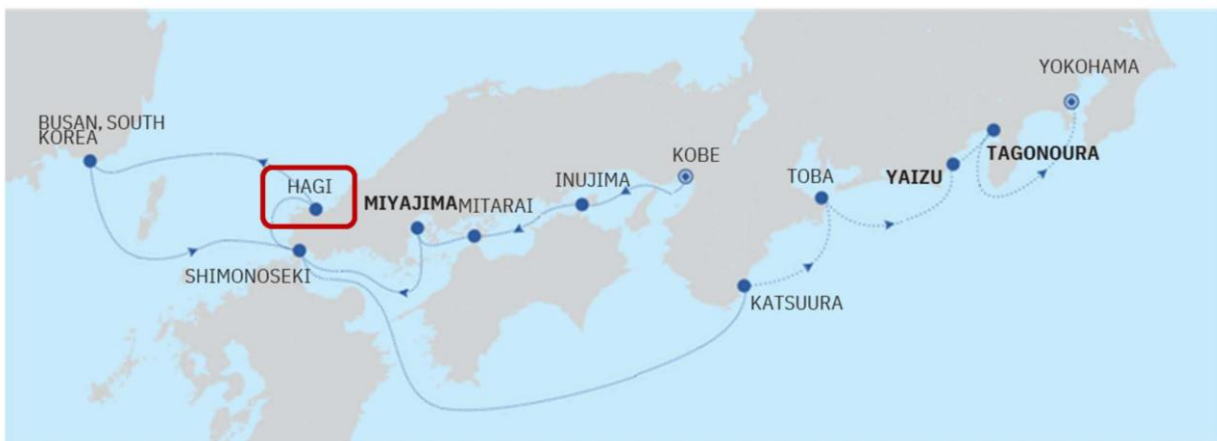 YOKOHAMA
BUSAN, SOUTH
KOREA
TAGONOURA
KOBE
HAGI
INUJIMA
TOBA
YAIZU
MIYAJIMA
MITARAI
SHIMONOSEKI
KATSUURA